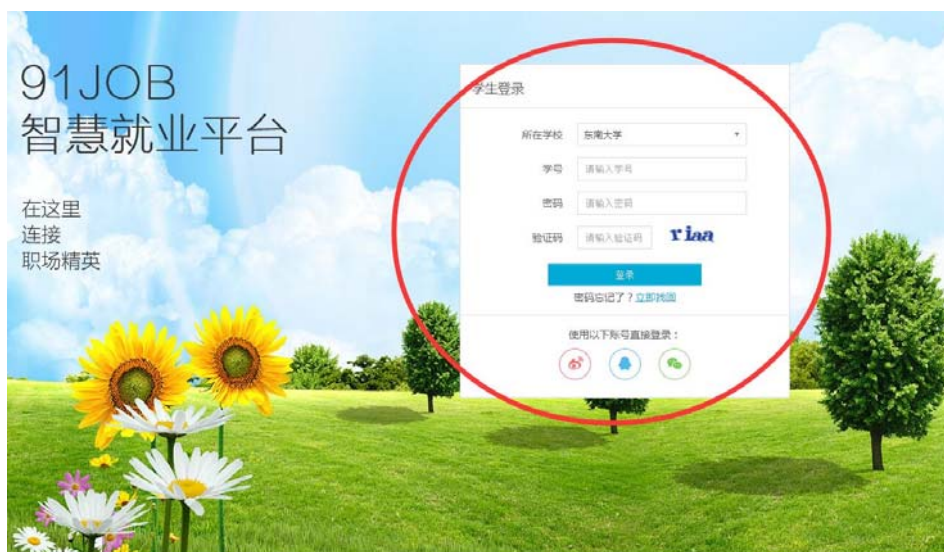 91JOB
智慧就业平台
在这里
连接
职场精英
学生登录
所在学校 东南大学
学号 请输入学号
密码 请输入密码
验证码 请输入验证码 riaa
登录
密码忘记了？立即找回
使用以下账号直接登录：